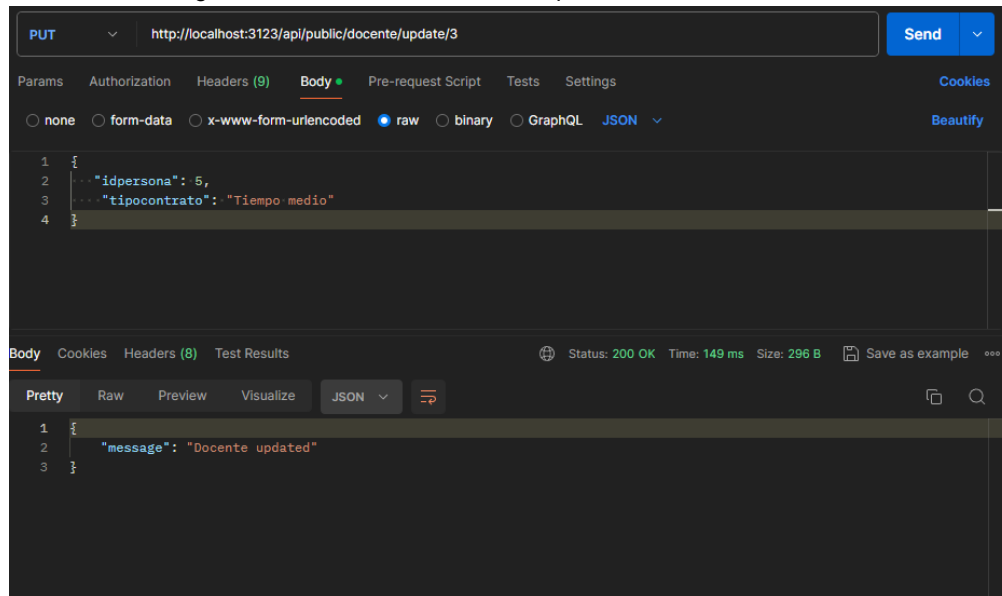 PUT http://localhost:3123/api/public/docente/update/3 Send
Params Authorization Headers (9) Body Pre-request Script Tests Settings Cookies
none form-data x-www-form-urlencoded raw binary GraphQL JSON Beautify
1 {
2 "idpersona": 5,
3 "tipocontrato": "Tiempo medio"
4 }
Body Cookies Headers (8) Test Results Status: 200 OK Time: 149 ms Size: 296 B Save as example
Pretty Raw Preview Visualize JSON
1 {
2 "message": "Docente updated"
3 }